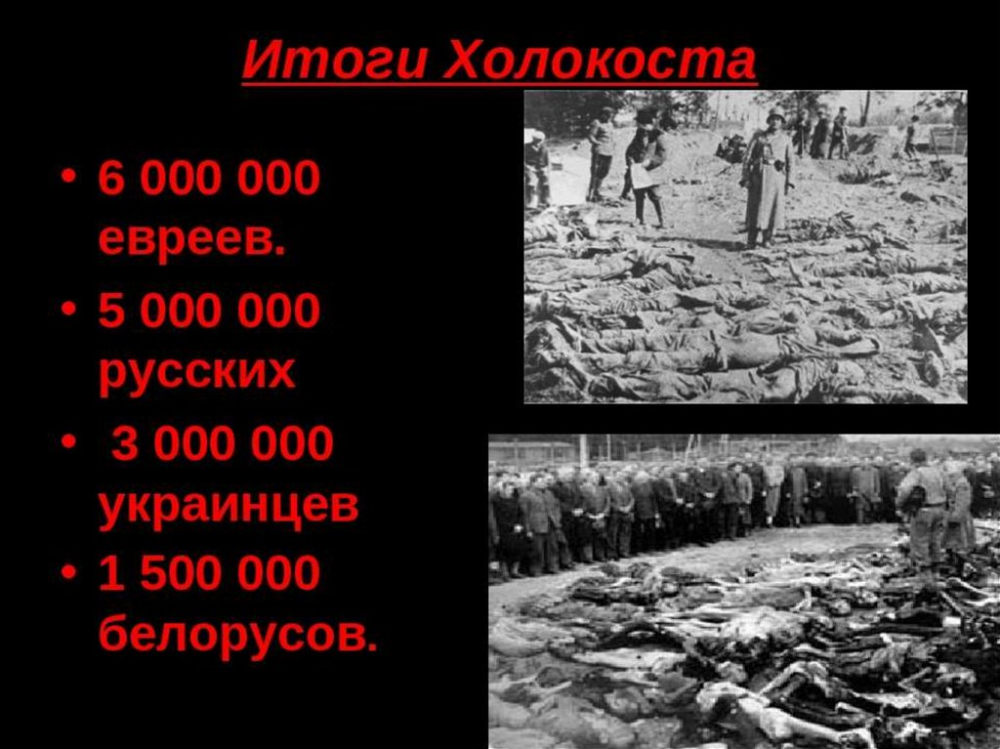 Итоги Холокоста
• 6 000 000
евреев.
• 5 000 000
русских
• 3 000 000
украинцев
• 1 500 000
белорусов.